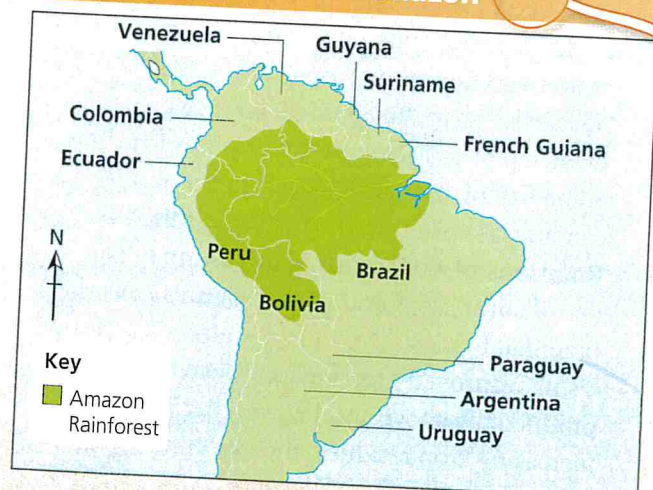 Venezuela
Guyana
Suriname
Colombia
French Guiana
Ecuador
N
Peru
Brazil
Bolivia
Key
Amazon
Rainforest
Paraguay
Argentina
Uruguay